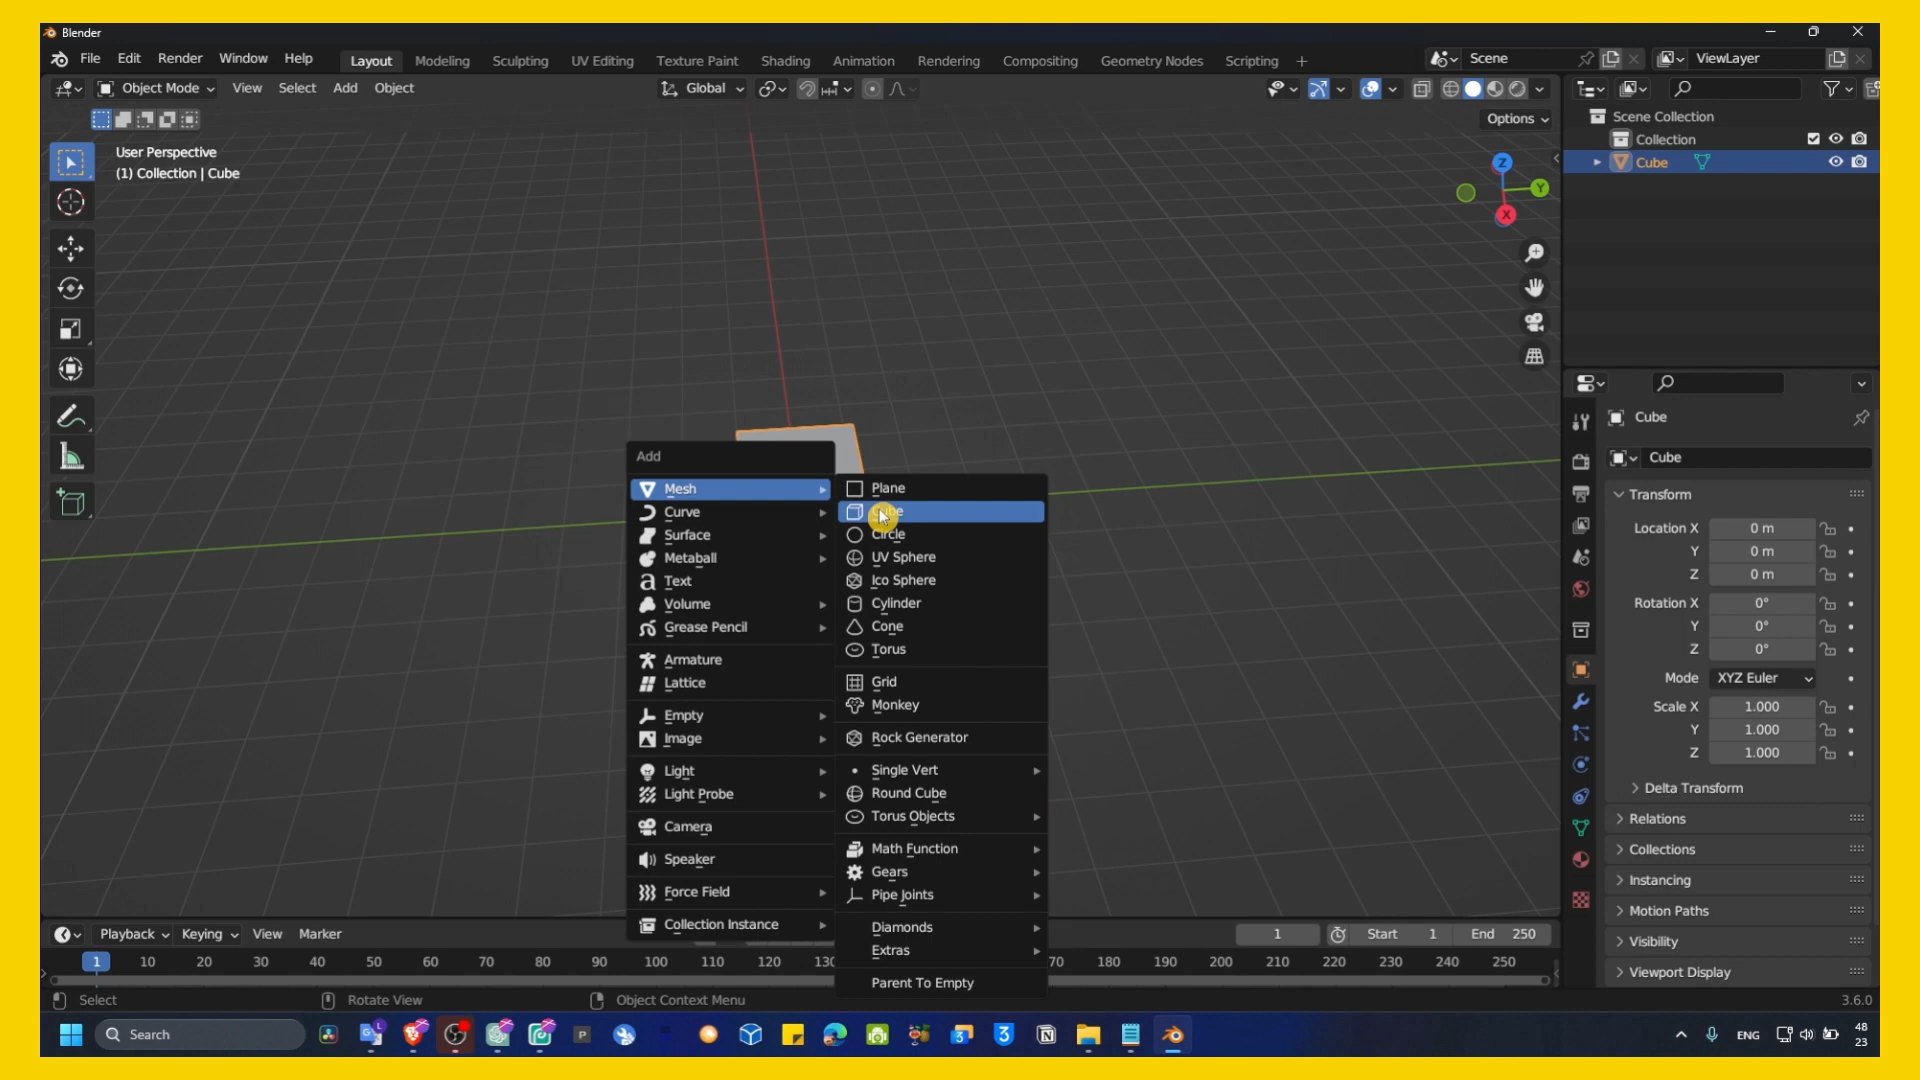 Blender
File Edit Render Window Help Layout Modeling Sculpting UV Editing Texture Paint Shading Animation Rendering Compositing Geometry Nodes Scripting + Scene ViewLayer
Object Mode View Select Add Object Global
Options
User Perspective
(1) Collection | Cube
Z
Y
X
Scene Collection
Collection
Cube
Add
Mesh
Curve
Surface
Metaball
Text
Volume
Grease Pencil
Armature
Lattice
Empty
Image
Light
Light Probe
Camera
Speaker
Force Field
Collection Instance
Plane
Cube
Circle
UV Sphere
Ico Sphere
Cylinder
Cone
Torus
Grid
Monkey
Rock Generator
Single Vert
Round Cube
Torus Objects
Math Function
Gears
Pipe Joints
Diamonds
Extras
Parent To Empty
Cube
Cube
Transform
Location X 0 m
Y 0 m
Z 0 m
Rotation X 0°
Y 0°
Z 0°
Mode XYZ Euler
Scale X 1.000
Y 1.000
Z 1.000
Delta Transform
Relations
Collections
Instancing
Motion Paths
Visibility
Viewport Display
Playback Keying View Marker 1 Start 1 End 250
1 10 20 30 40 50 60 70 80 90 100 110 120 130 70 180 190 200 210 220 230 240 250
Select Rotate View Object Context Menu 3.6.0
Search ENG 48
23